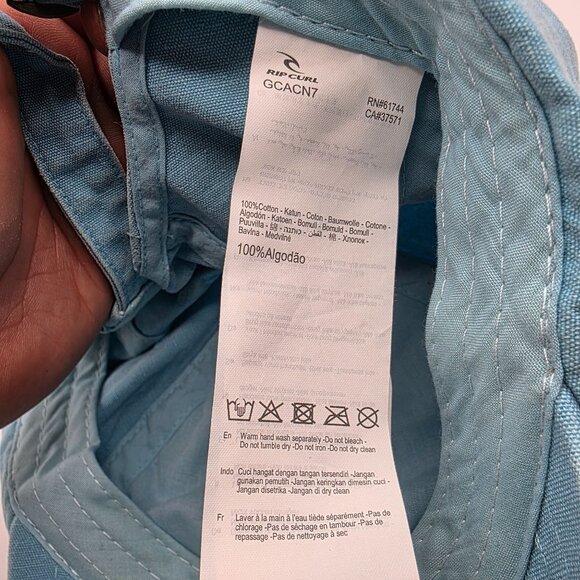 RIP CURL
GCACN7
RN#61744
CA#37571
100%Cotton - Katun - Coton - Baumwolle - Cotone -
Algodón - Katoen - Bomull - Bomuld - Bomull -
Puuvilla - 綿 - כותנה - القطن - 棉 - Хлопок -
Bavlna - Medvilnė
100%Algodão
En Warm hand wash separately -Do not bleach -
Do not tumble dry -Do not iron -Do not dry clean
Indo Cuci hangat dengan tangan tersendiri -Jangan
gunakan pemutih -Jangan keringkan dimesin cuci -
Jangan disetrika -Jangan di dry clean
Fr Laver à la main à l'eau tiède séparément -Pas de
chlorage -Pas de sèchage en tambour -Pas de
repassage -Pas de nettoyage à sec